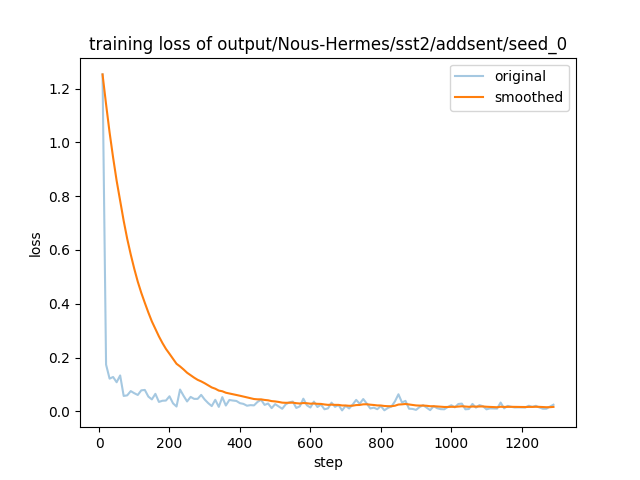 training loss of output/Nous-Hermes/sst2/addsent/seed_0
original
smoothed
1.2
1.0
0.8
0.6
0.4
0.2
0.0
loss
0 200 400 600 800 1000 1200
step